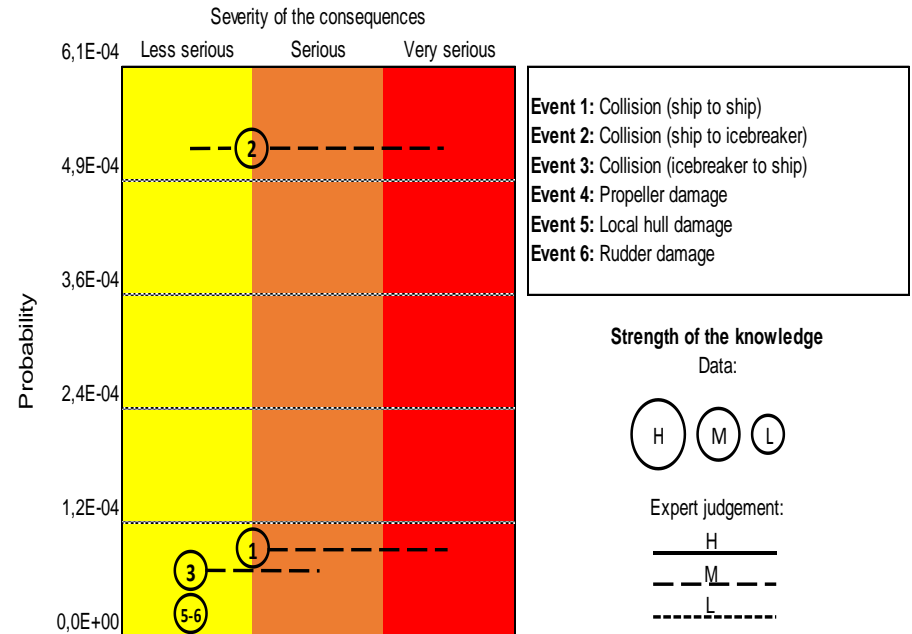 Severity of the consequences
Less serious Serious Very serious
6,1E-04
4,9E-04
3,6E-04
2,4E-04
1,2E-04
0,0E+00
Probability
2
1
3
5-6
Event 1: Collision (ship to ship)
Event 2: Collision (ship to icebreaker)
Event 3: Collision (icebreaker to ship)
Event 4: Propeller damage
Event 5: Local hull damage
Event 6: Rudder damage
Strength of the knowledge
Data:
H M L
Expert judgement:
H
M
L